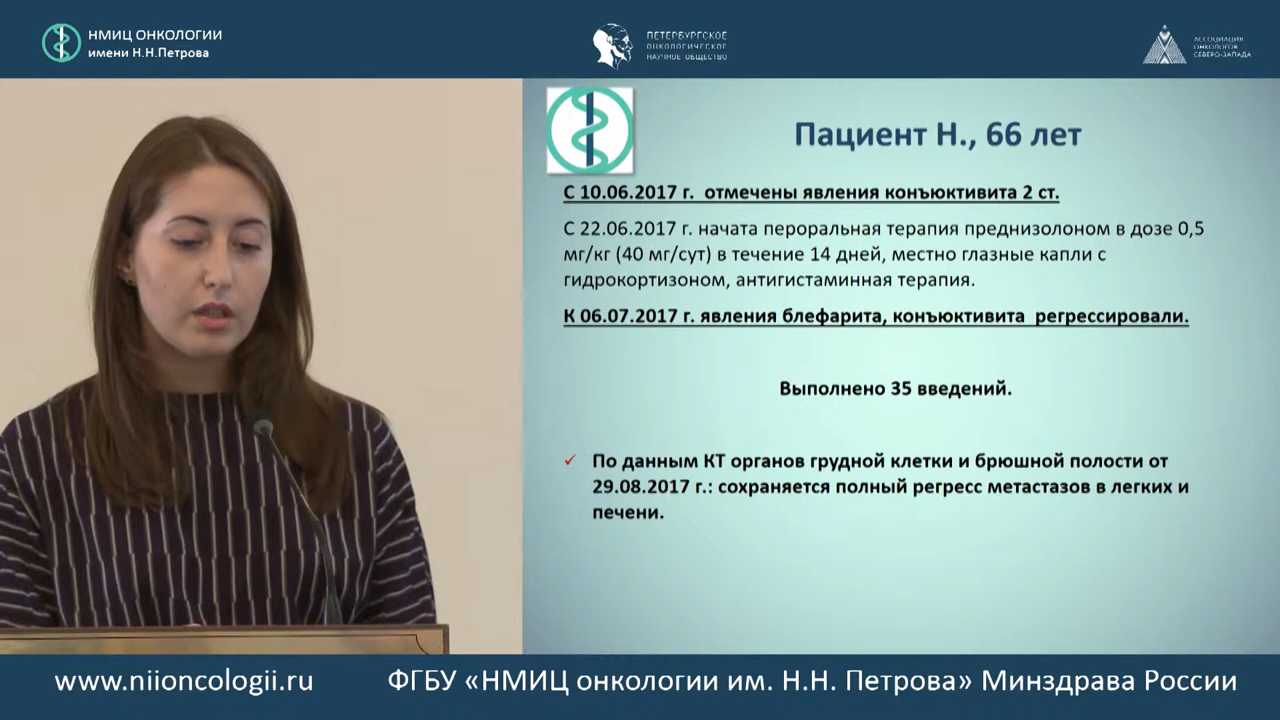 НМИЦ ОНКОЛОГИИ
имени Н.Н.Петрова
ПЕТЕРБУРГСКОЕ
ОНКОЛОГИЧЕСКОЕ
НАУЧНОЕ ОБЩЕСТВО
АССОЦИАЦИЯ
ОНКОЛОГОВ
СЕВЕРО-ЗАПАДА
Пациент Н., 66 лет
С 10.06.2017 г. отмечены явления конъюктивита 2 ст.
С 22.06.2017 г. начата пероральная терапия преднизолоном в дозе 0,5
мг/кг (40 мг/сут) в течение 14 дней, местно глазные капли с
гидрокортизоном, антигистаминная терапия.
К 06.07.2017 г. явления блефарита, конъюктивита регрессировали.
Выполнено 35 введений.
✓ По данным КТ органов грудной клетки и брюшной полости от
29.08.2017 г.: сохраняется полный регресс метастазов в легких и
печени.
www.niioncologii.ru
ФГБУ «НМИЦ онкологии им. Н.Н. Петрова» Минздрава России